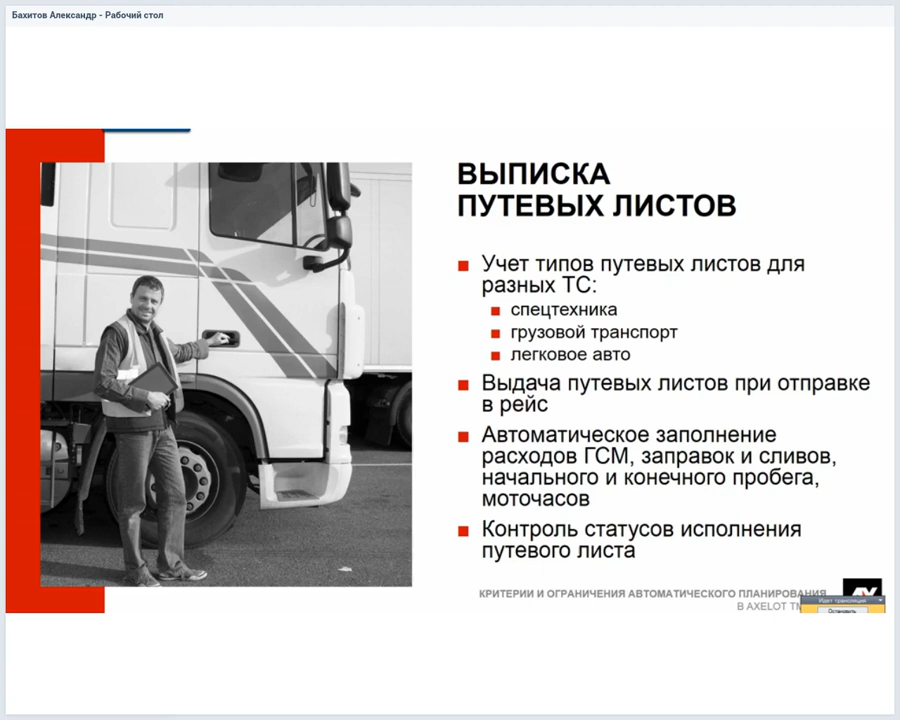 Бахитов Александр - Рабочий стол
ВЫПИСКА
ПУТЕВЫХ ЛИСТОВ
Учет типов путевых листов для
разных ТС:
спецтехника
грузовой транспорт
легковое авто
Выдача путевых листов при отправке
в рейс
Автоматическое заполнение
расходов ГСМ, заправок и сливов,
начального и конечного пробега,
моточасов
Контроль статусов исполнения
путевого листа
КРИТЕРИИ И ОГРАНИЧЕНИЯ АВТОМАТИЧЕСКОГО ПЛАНИРОВАНИЯ
В AXELOT
Идет трансляция
Остановить